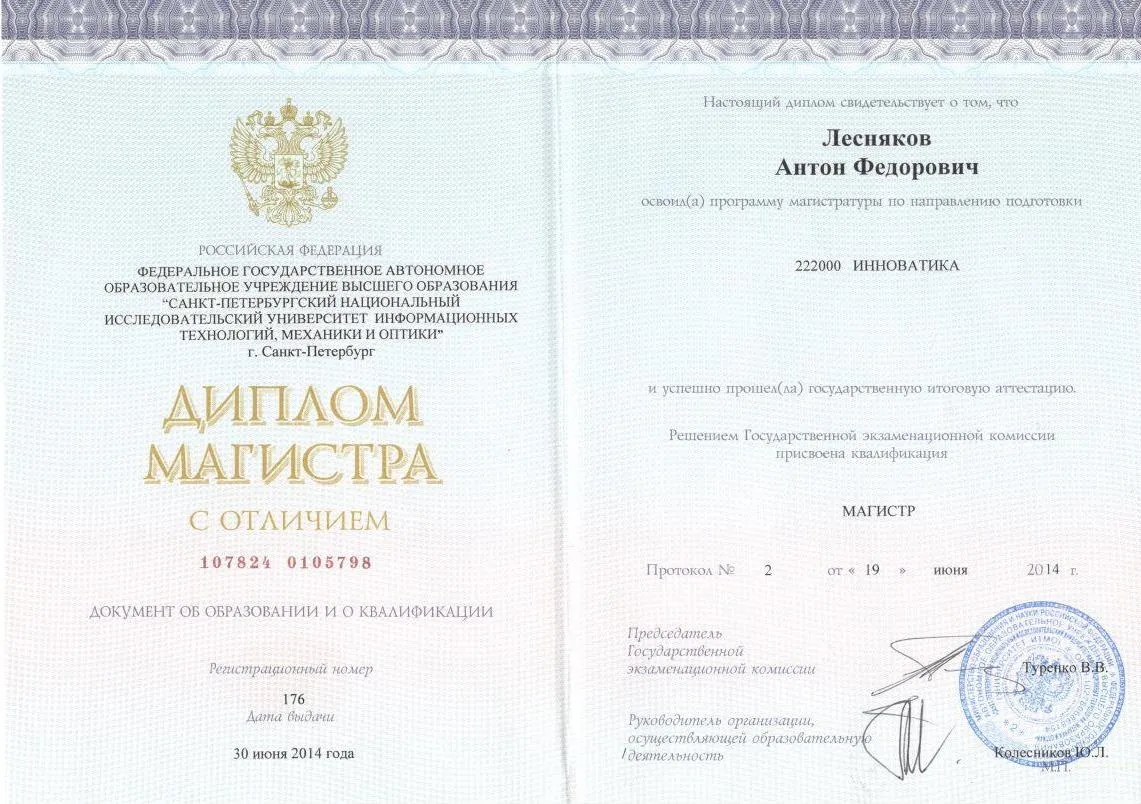 РОССИЙСКАЯ ФЕДЕРАЦИЯ
ФЕДЕРАЛЬНОЕ ГОСУДАРСТВЕННОЕ АВТОНОМНОЕ
ОБРАЗОВАТЕЛЬНОЕ УЧРЕЖДЕНИЕ ВЫСШЕГО ОБРАЗОВАНИЯ
“САНКТ-ПЕТЕРБУРГСКИЙ НАЦИОНАЛЬНЫЙ
ИССЛЕДОВАТЕЛЬСКИЙ УНИВЕРСИТЕТ ИНФОРМАЦИОННЫХ
ТЕХНОЛОГИЙ, МЕХАНИКИ И ОПТИКИ”
г. Санкт-Петербург
ДИПЛОМ
МАГИСТРА
С ОТЛИЧИЕМ
107824 0105798
ДОКУМЕНТ ОБ ОБРАЗОВАНИИ И О КВАЛИФИКАЦИИ
Регистрационный номер
176
Дата выдачи
30 июня 2014 года
Настоящий диплом свидетельствует о том, что
Лесняков
Антон Федорович
освоил(а) программу магистратуры по направлению подготовки
222000 ИННОВАТИКА
и успешно прошел(ла) государственную итоговую аттестацию.
Решением Государственной экзаменационной комиссии
присвоена квалификация
МАГИСТР
Протокол № 2 от « 19 » июня 2014 г.
Председатель
Государственной
экзаменационной комиссии
Туренко В.В.
Руководитель организации,
осуществляющей образовательную
деятельность
Колесников Ю.Л.
М.П.